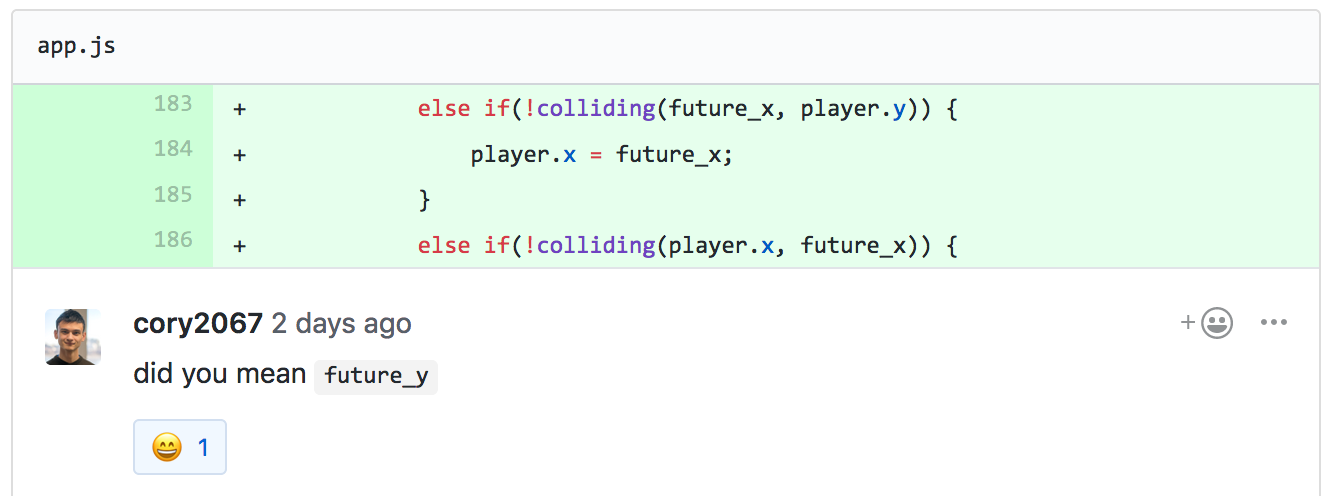 app.js
183 + else if(!colliding(future_x, player.y)) {
184 + player.x = future_x;
185 + }
186 + else if(!colliding(player.x, future_x)) {
cory2067 2 days ago
+
did you mean future_y
1